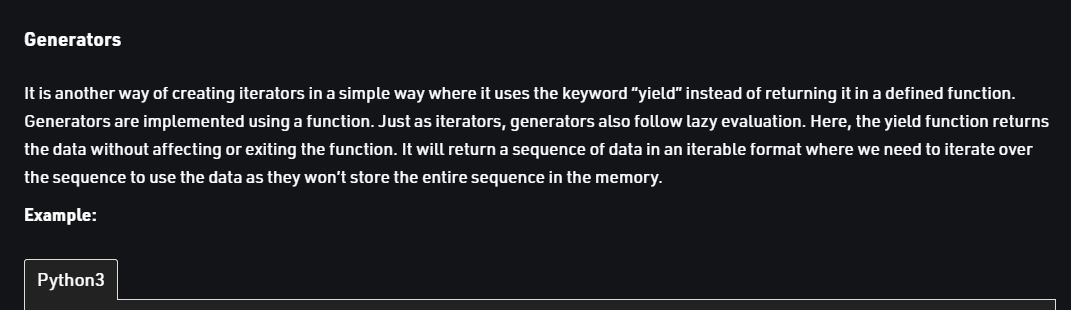 Generators
It is another way of creating iterators in a simple way where it uses the keyword “yield” instead of returning it in a defined function.
Generators are implemented using a function. Just as iterators, generators also follow lazy evaluation. Here, the yield function returns
the data without affecting or exiting the function. It will return a sequence of data in an iterable format where we need to iterate over
the sequence to use the data as they won’t store the entire sequence in the memory.
Example:
Python3